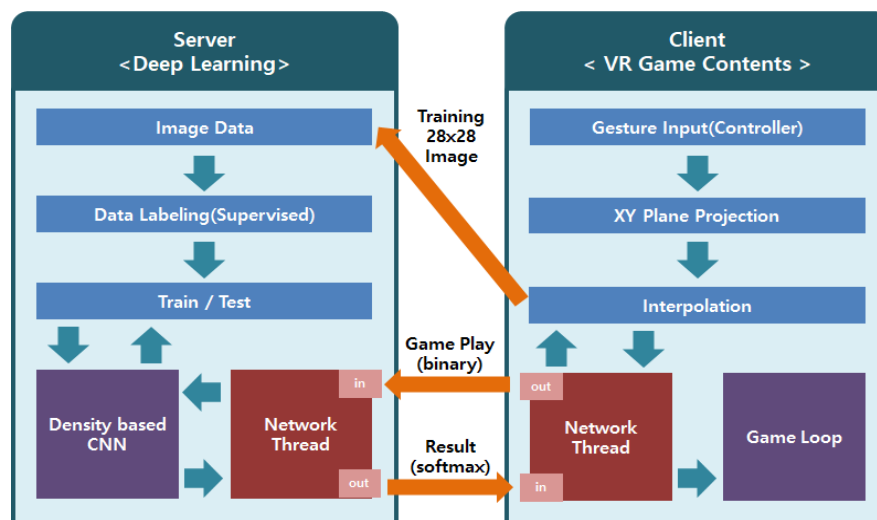 Server
<Deep Learning>
Image Data
Data Labeling(Supervised)
Train / Test
Density based
CNN
in
Network
Thread
out
Training
28x28
Image
Game Play
(binary)
Result
(softmax)
Client
< VR Game Contents >
Gesture Input(Controller)
XY Plane Projection
Interpolation
out
Network
Thread
in
Game Loop